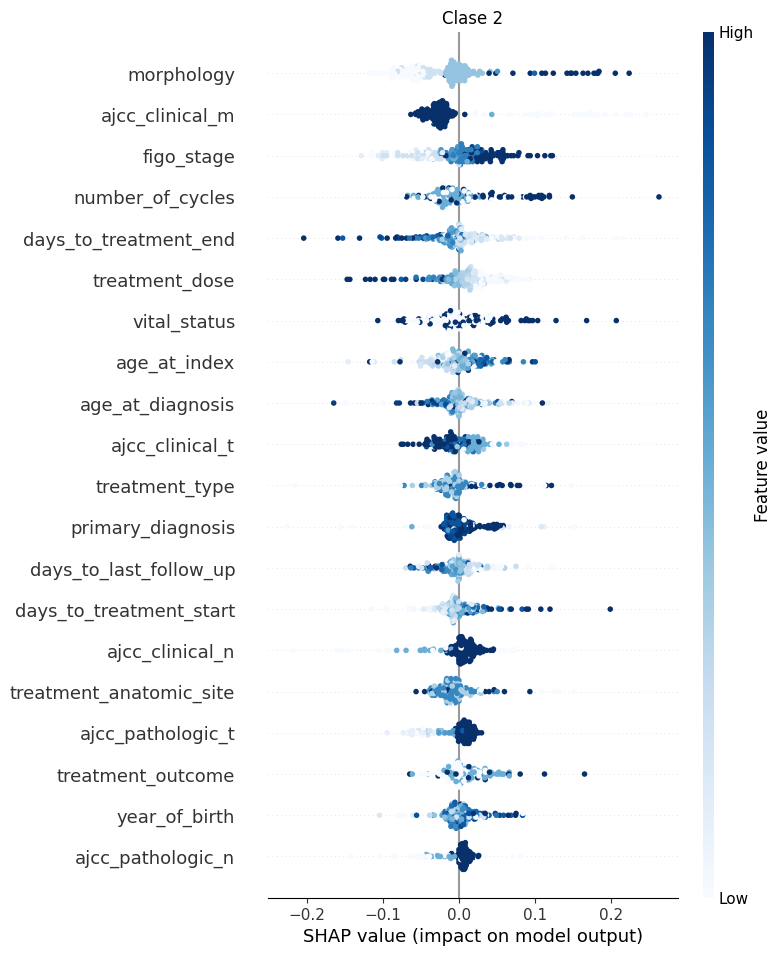 Clase 2
High
morphology
ajcc_clinical_m
figo_stage
number_of_cycles
days_to_treatment_end
treatment_dose
vital_status
age_at_index
age_at_diagnosis
ajcc_clinical_t
treatment_type
primary_diagnosis
days_to_last_follow_up
days_to_treatment_start
ajcc_clinical_n
treatment_anatomic_site
ajcc_pathologic_t
treatment_outcome
year_of_birth
ajcc_pathologic_n
Feature value
Low
−0.2 −0.1 0.0 0.1 0.2
SHAP value (impact on model output)